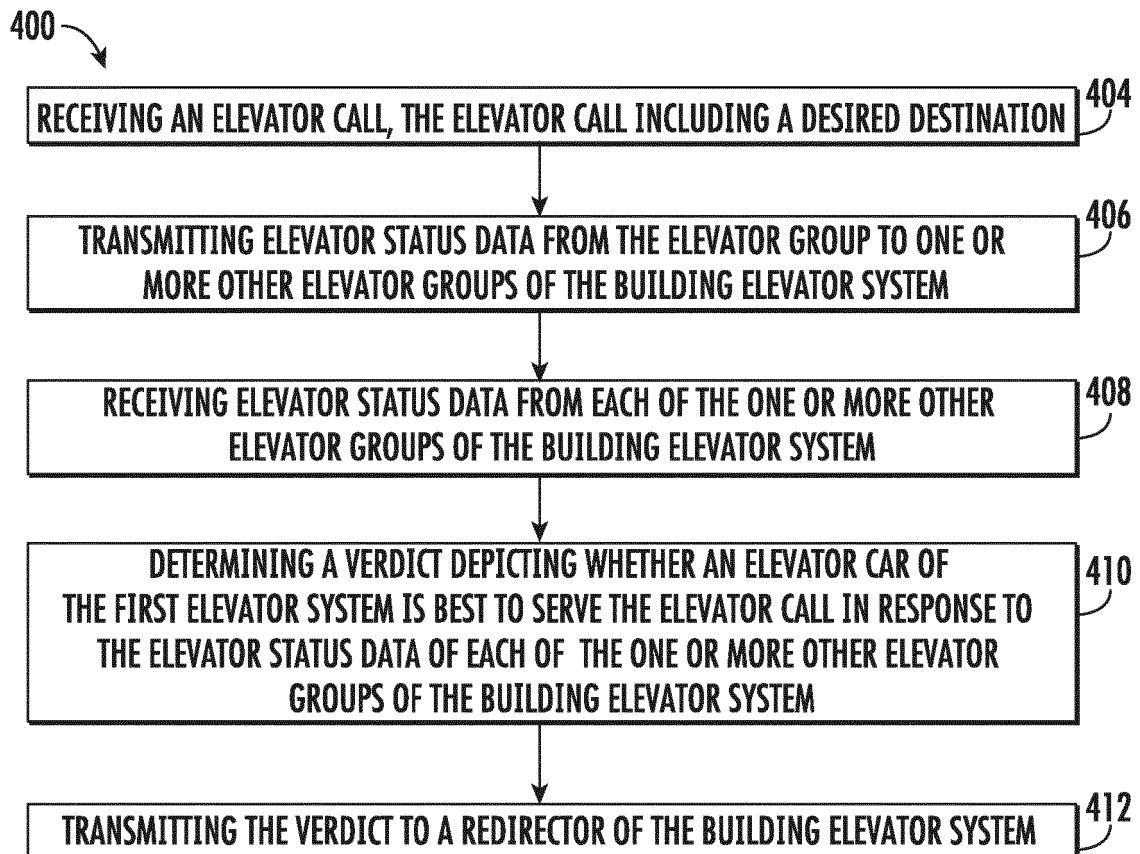 400
RECEIVING AN ELEVATOR CALL, THE ELEVATOR CALL INCLUDING A DESIRED DESTINATION
404
TRANSMITTING ELEVATOR STATUS DATA FROM THE ELEVATOR GROUP TO ONE OR
MORE OTHER ELEVATOR GROUPS OF THE BUILDING ELEVATOR SYSTEM
406
RECEIVING ELEVATOR STATUS DATA FROM EACH OF THE ONE OR MORE OTHER
ELEVATOR GROUPS OF THE BUILDING ELEVATOR SYSTEM
408
DETERMINING A VERDICT DEPICTING WHETHER AN ELEVATOR CAR OF
THE FIRST ELEVATOR SYSTEM IS BEST TO SERVE THE ELEVATOR CALL IN RESPONSE TO
THE ELEVATOR STATUS DATA OF EACH OF THE ONE OR MORE OTHER ELEVATOR
GROUPS OF THE BUILDING ELEVATOR SYSTEM
410
TRANSMITTING THE VERDICT TO A REDIRECTOR OF THE BUILDING ELEVATOR SYSTEM
412